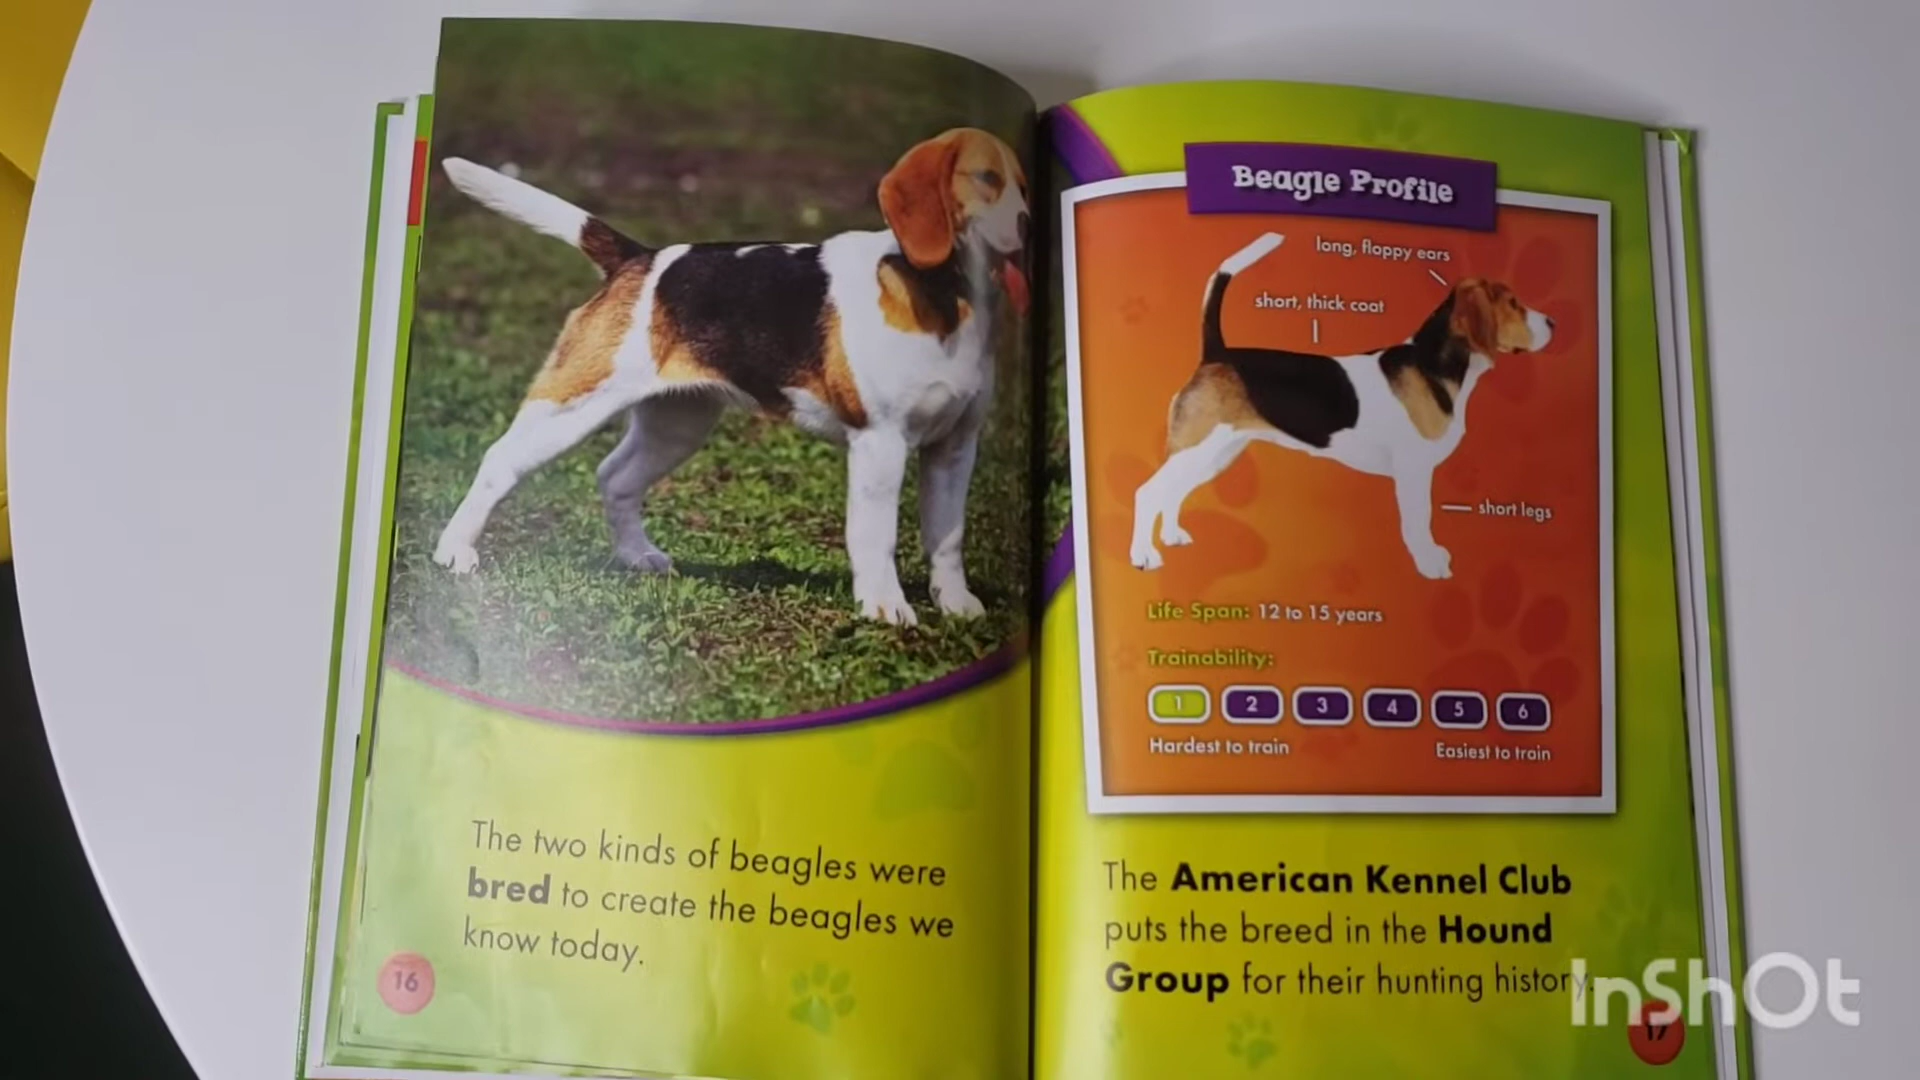 The two kinds of beagles were
bred to create the beagles we
know today.
16
Beagle Profile
long, floppy ears
short, thick coat
short legs
Life Span: 12 to 15 years
Trainability:
1 2 3 4 5 6
Hardest to train Easiest to train
The American Kennel Club
puts the breed in the Hound
Group for their hunting history.
17
InShOt